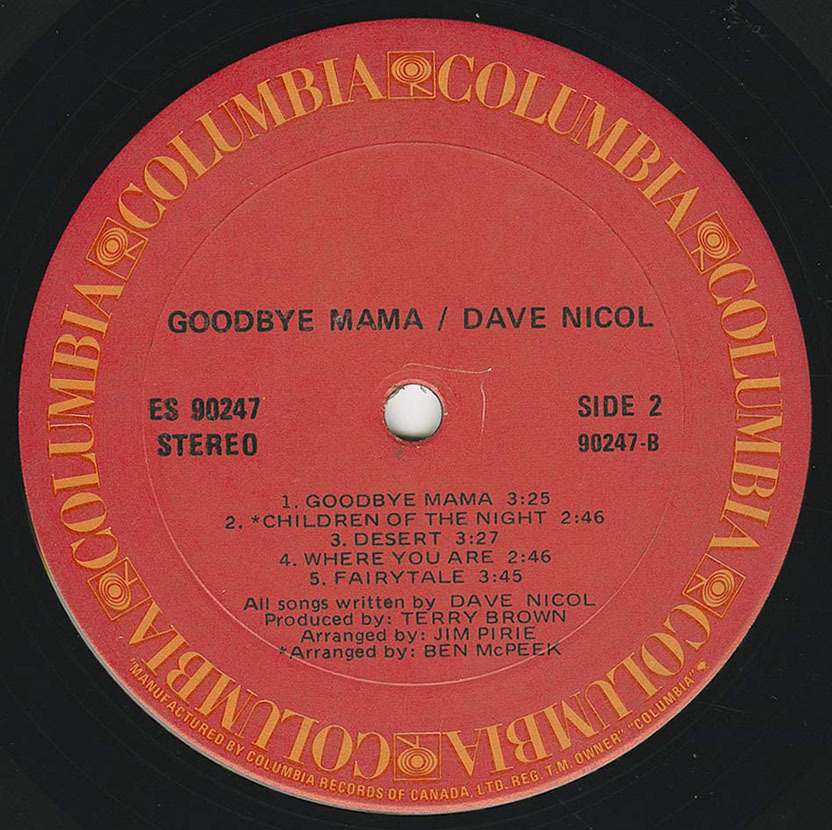 COLUMBIA COLUMBIA COLUMBIA COLUMBIA COLUMBIA COLUMBIA
GOODBYE MAMA / DAVE NICOL
ES 90247
STEREO
SIDE 2
90247-B
1. GOODBYE MAMA 3:25
2. *CHILDREN OF THE NIGHT 2:46
3. DESERT 3:27
4. WHERE YOU ARE 2:46
5. FAIRYTALE 3:45
All songs written by DAVE NICOL
Produced by: TERRY BROWN
Arranged by: JIM PIRIE
*Arranged by: BEN McPEEK
"MANUFACTURED BY COLUMBIA RECORDS OF CANADA, LTD. REG. T.M. OWNER" "COLUMBIA"